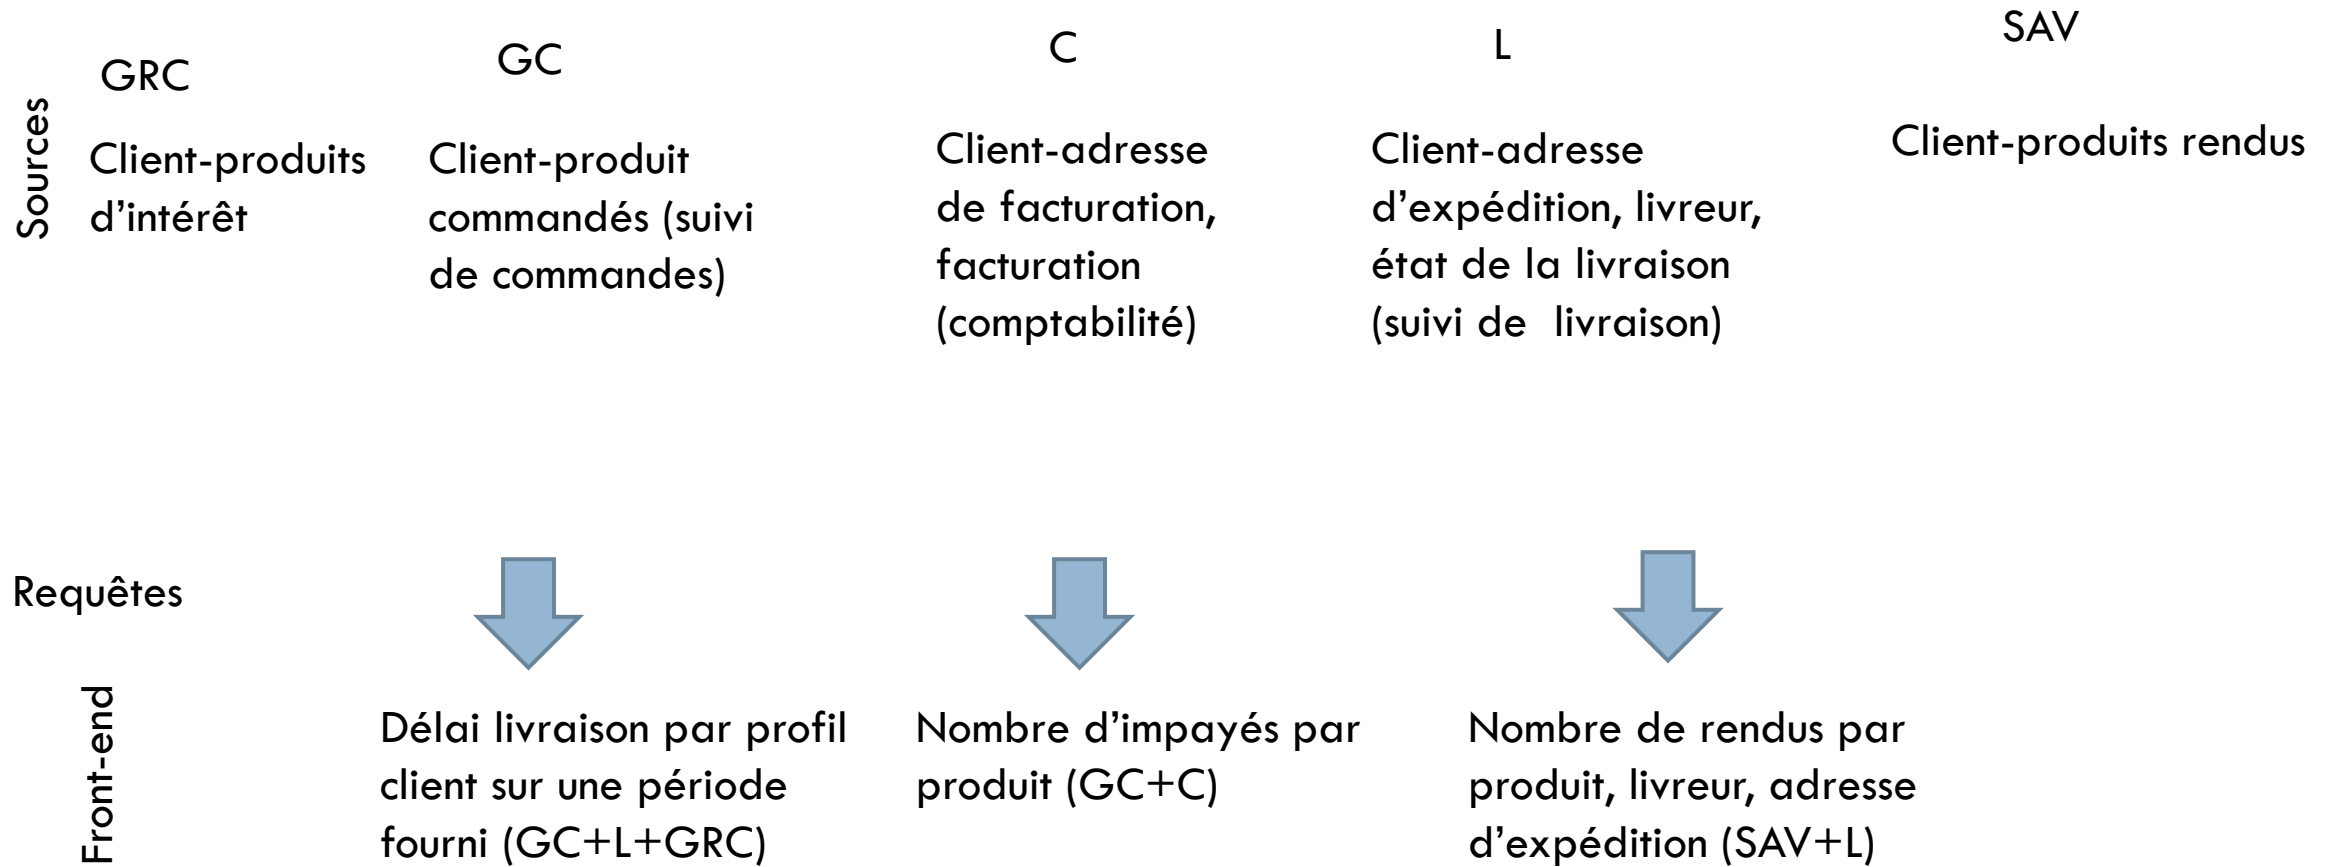 Sources
GRC
Client-produits
d’intérêt
GC
Client-produit
commandés (suivi
de commandes)
C
Client-adresse
de facturation,
facturation
(comptabilité)
L
Client-adresse
d’expédition, livreur,
état de la livraison
(suivi de  livraison)
SAV
Client-produits rendus
Requêtes
Front-end
Délai livraison par profil
client sur une période
fourni (GC+L+GRC)
Nombre d’impayés par
produit (GC+C)
Nombre de rendus par
produit, livreur, adresse
d’expédition (SAV+L)